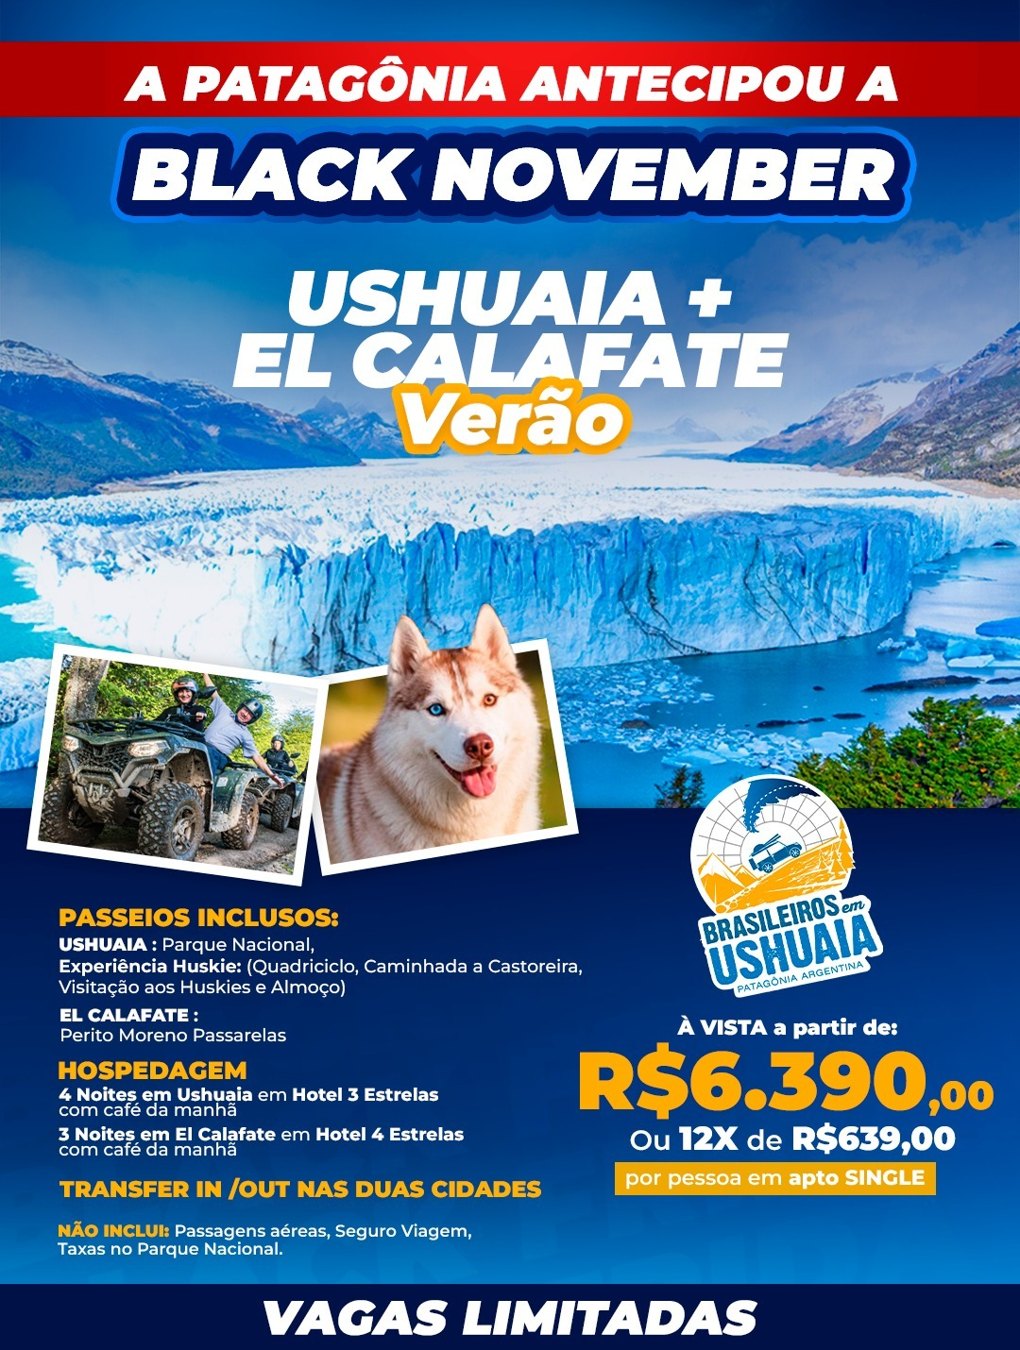 A PATAGÔNIA ANTECIPOU A
BLACK NOVEMBER
USHUAIA +
EL CALAFATE
Verão
PASSEIOS INCLUSOS:
USHUAIA : Parque Nacional,
Experiência Huskie: (Quadriciclo, Caminhada a Castoreira,
Visitação aos Huskies e Almoço)
EL CALAFATE :
Perito Moreno Passarelas
HOSPEDAGEM
4 Noites em Ushuaia em Hotel 3 Estrelas
com café da manhã
3 Noites em El Calafate em Hotel 4 Estrelas
com café da manhã
TRANSFER IN /OUT NAS DUAS CIDADES
NÃO INCLUI: Passagens aéreas, Seguro Viagem,
Taxas no Parque Nacional.
BRASILEIROS em
USHUAIA
PATAGÔNIA ARGENTINA
À VISTA a partir de:
R$6.390,00
Ou 12X de R$639,00
por pessoa em apto SINGLE
VAGAS LIMITADAS